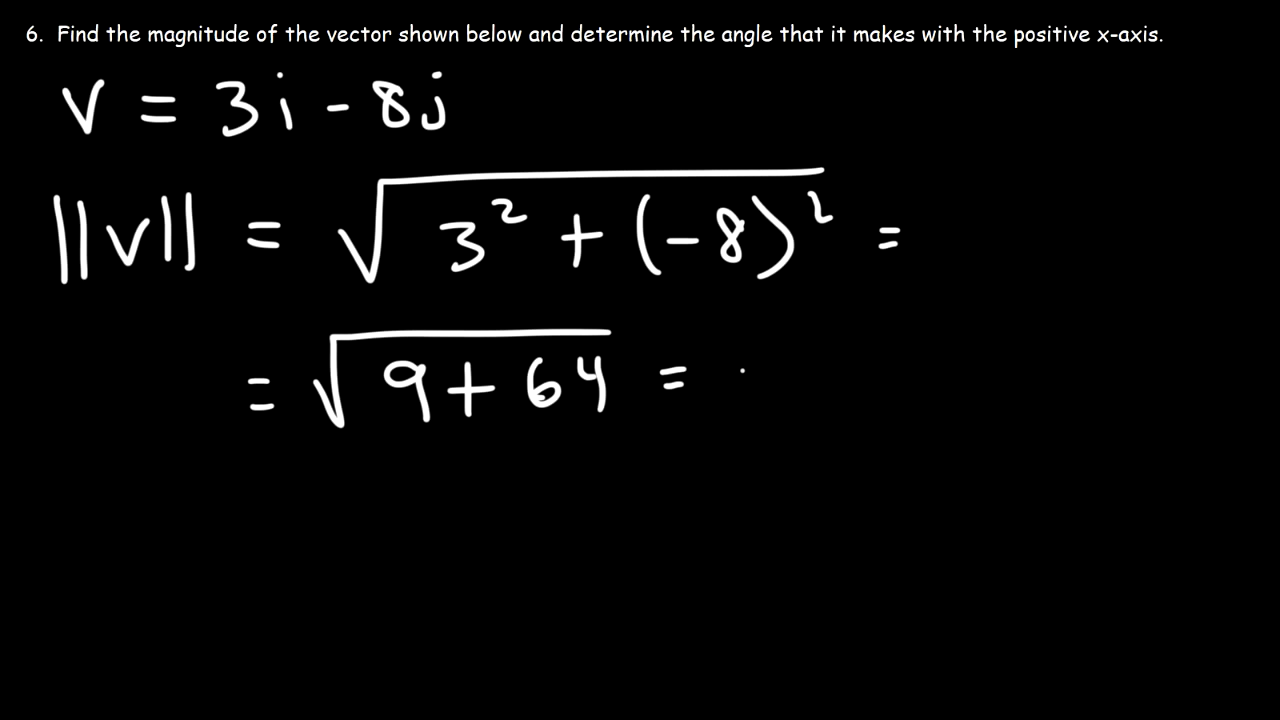 6. Find the magnitude of the vector shown below and determine the angle that it makes with the positive x-axis.
v = 3i - 8j
||v|| = √(3² + (-8)²) =
= √(9 + 64) =